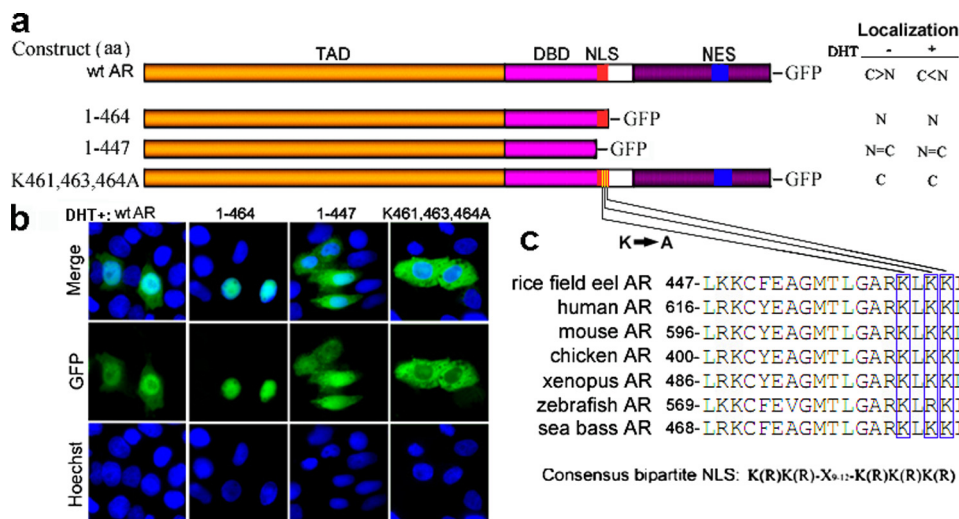 a
Construct (aa)
TAD
DBD
NLS
NES
Localization
DHT - +
wt AR
GFP
C>N C<N
1-464
GFP
N N
1-447
GFP
N=C N=C
K461,463,464A
GFP
C C
b
DHT+: wt AR 1-464 1-447 K461,463,464A
Merge
GFP
Hoechst
K A
c
rice field eel AR 447- LKKCFEAGMTLGARKLKK
human AR 616- LRKCYEAGMTLGARKLKK
mouse AR 596- LRKCYEAGMTLGARKLKK
chicken AR 400- LRKCYEAGMTLGARKLKK
xenopus AR 486- LRKCYEAGMTLGARKLKK
zebrafish AR 569- LRKCFEVGMTLGARKLRK
sea bass AR 468- LKKCFEAGMTLGARKLKK
Consensus bipartite NLS: K(R)K(R)-X9-12-K(R)K(R)K(R)